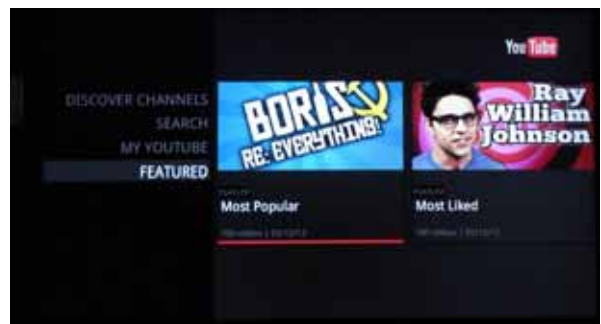 YouTube
DISCOVER CHANNELS
SEARCH
MY YOUTUBE
FEATURED
BORIS
RE: EVERYTHING!
Most Popular
Ray
William
Johnson
Most Liked